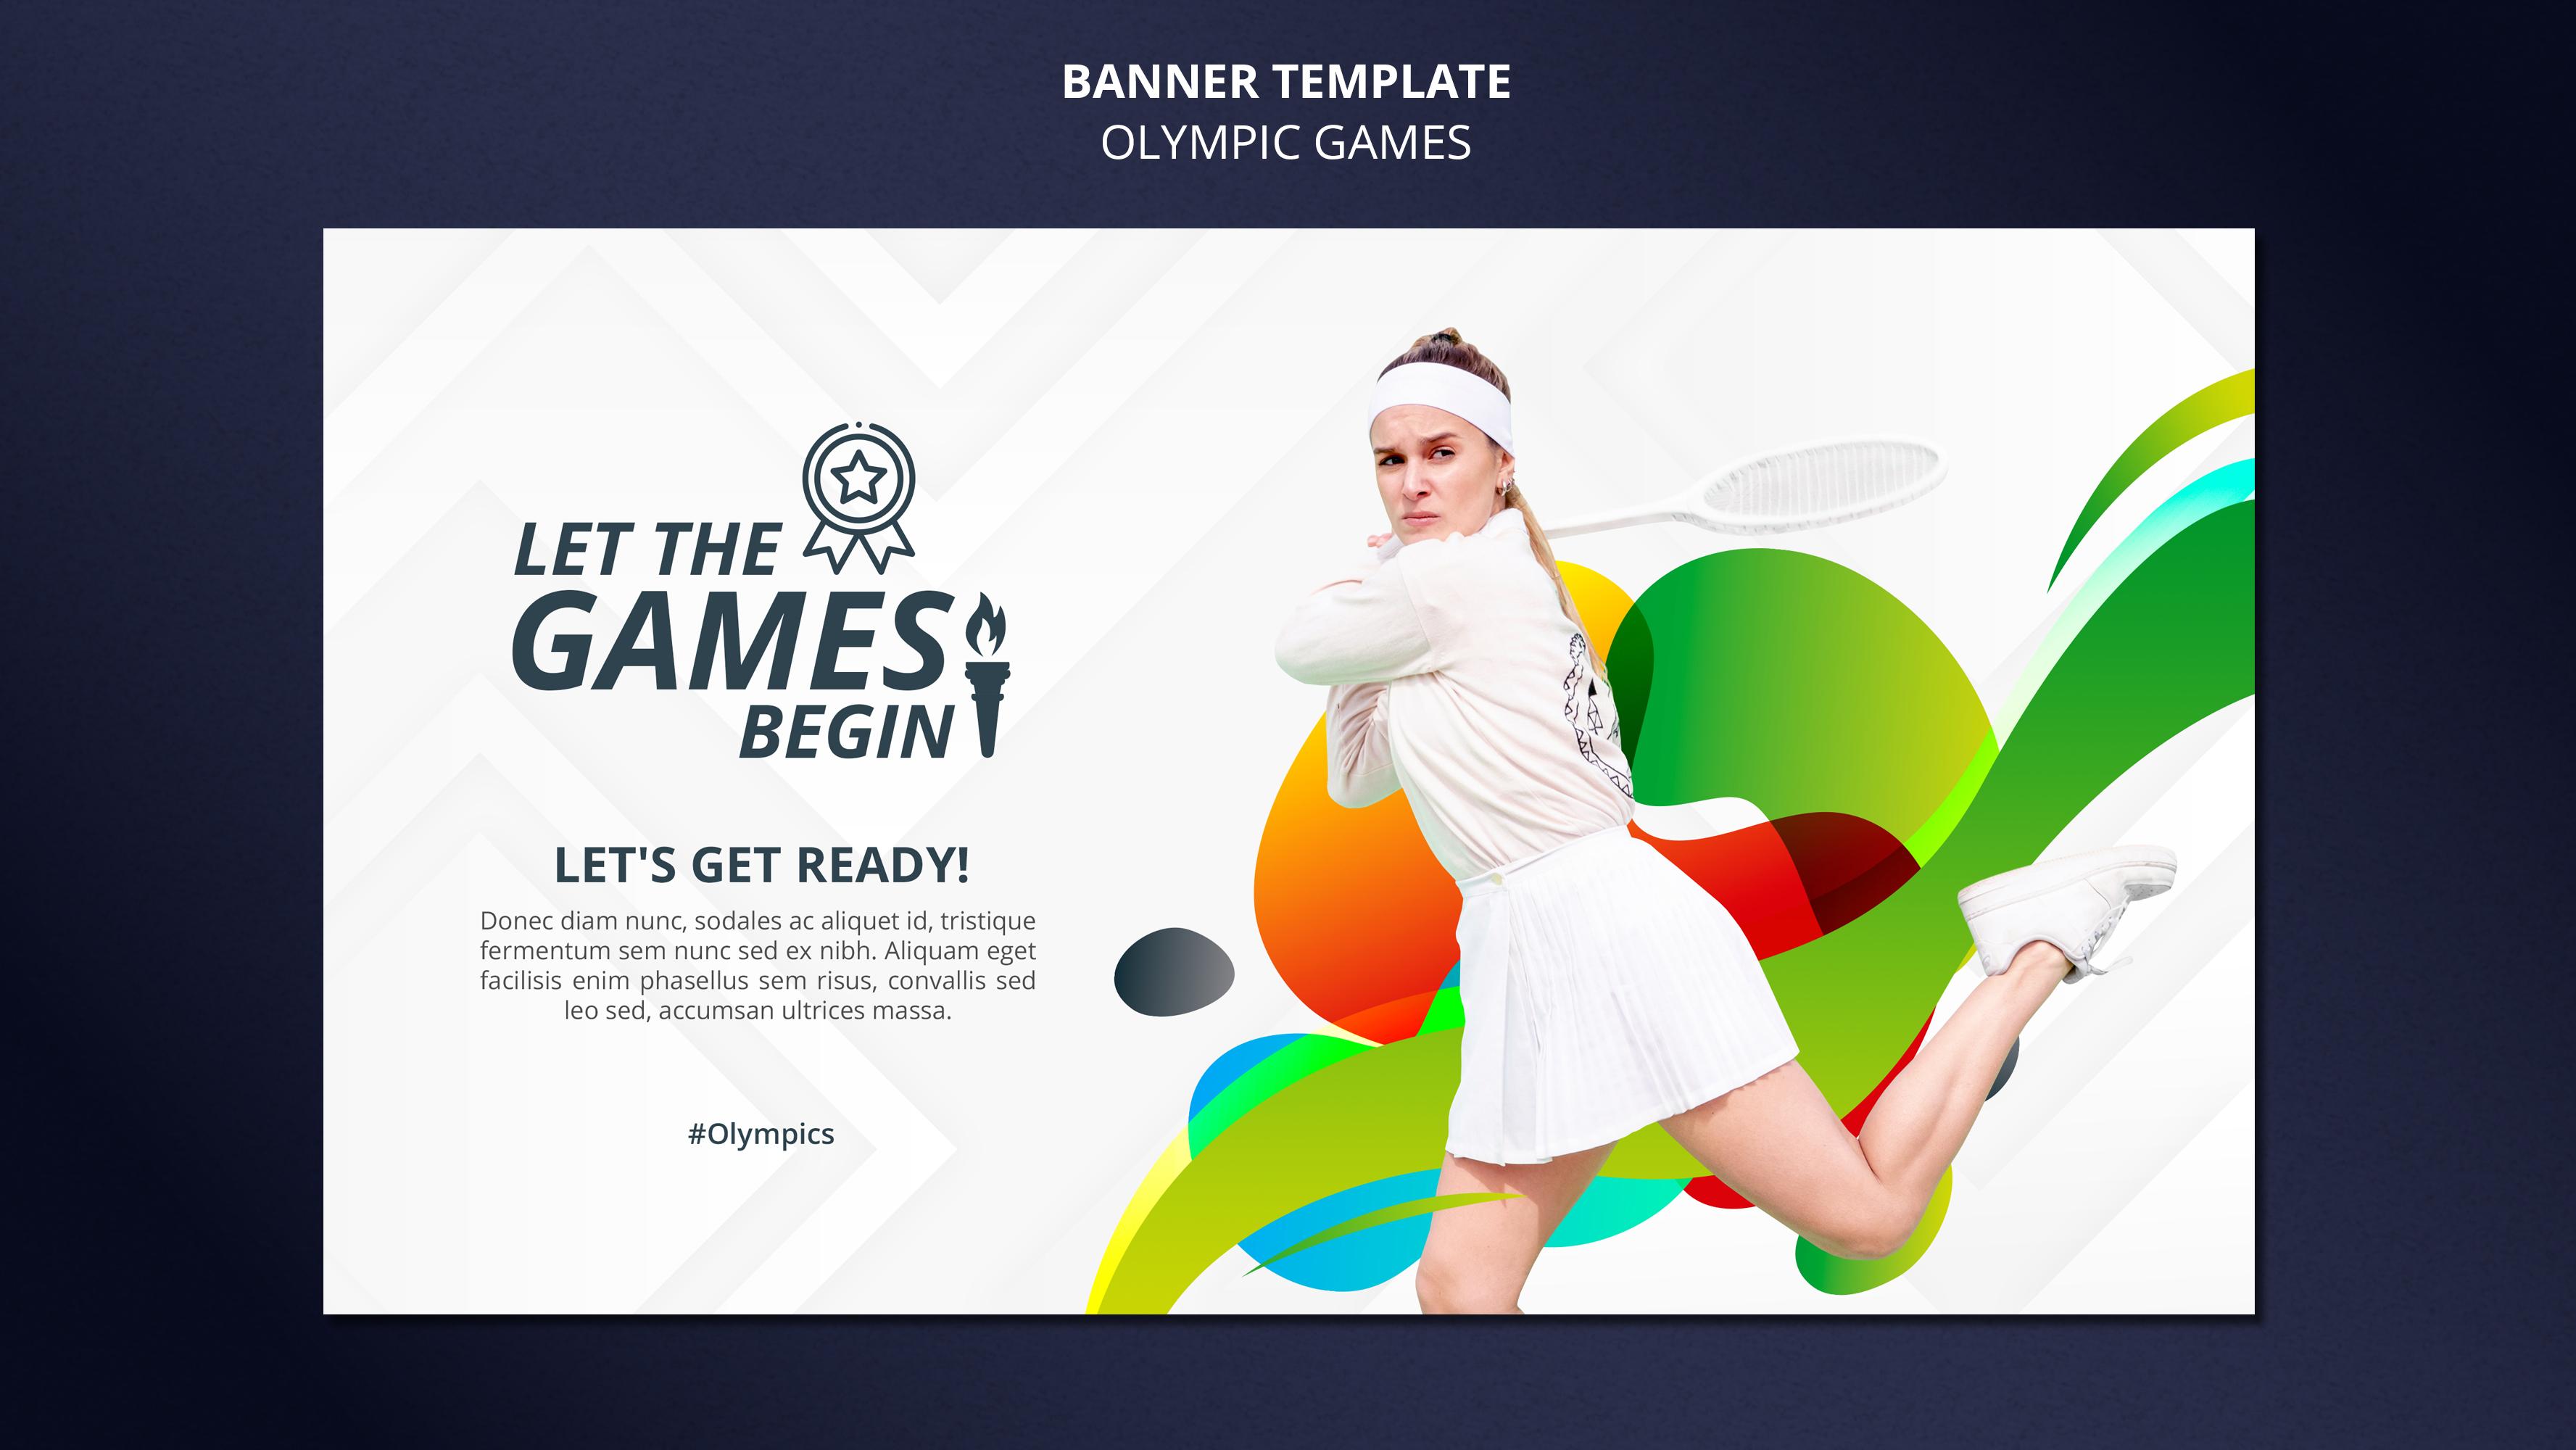 BANNER TEMPLATE
OLYMPIC GAMES
LET THE
GAMES
BEGIN
LET'S GET READY!
Donec diam nunc, sodales ac aliquet id, tristique
fermentum sem nunc sed ex nibh. Aliquam eget
facilisis enim phasellus sem risus, convallis sed
leo sed, accumsan ultrices massa.
#Olympics